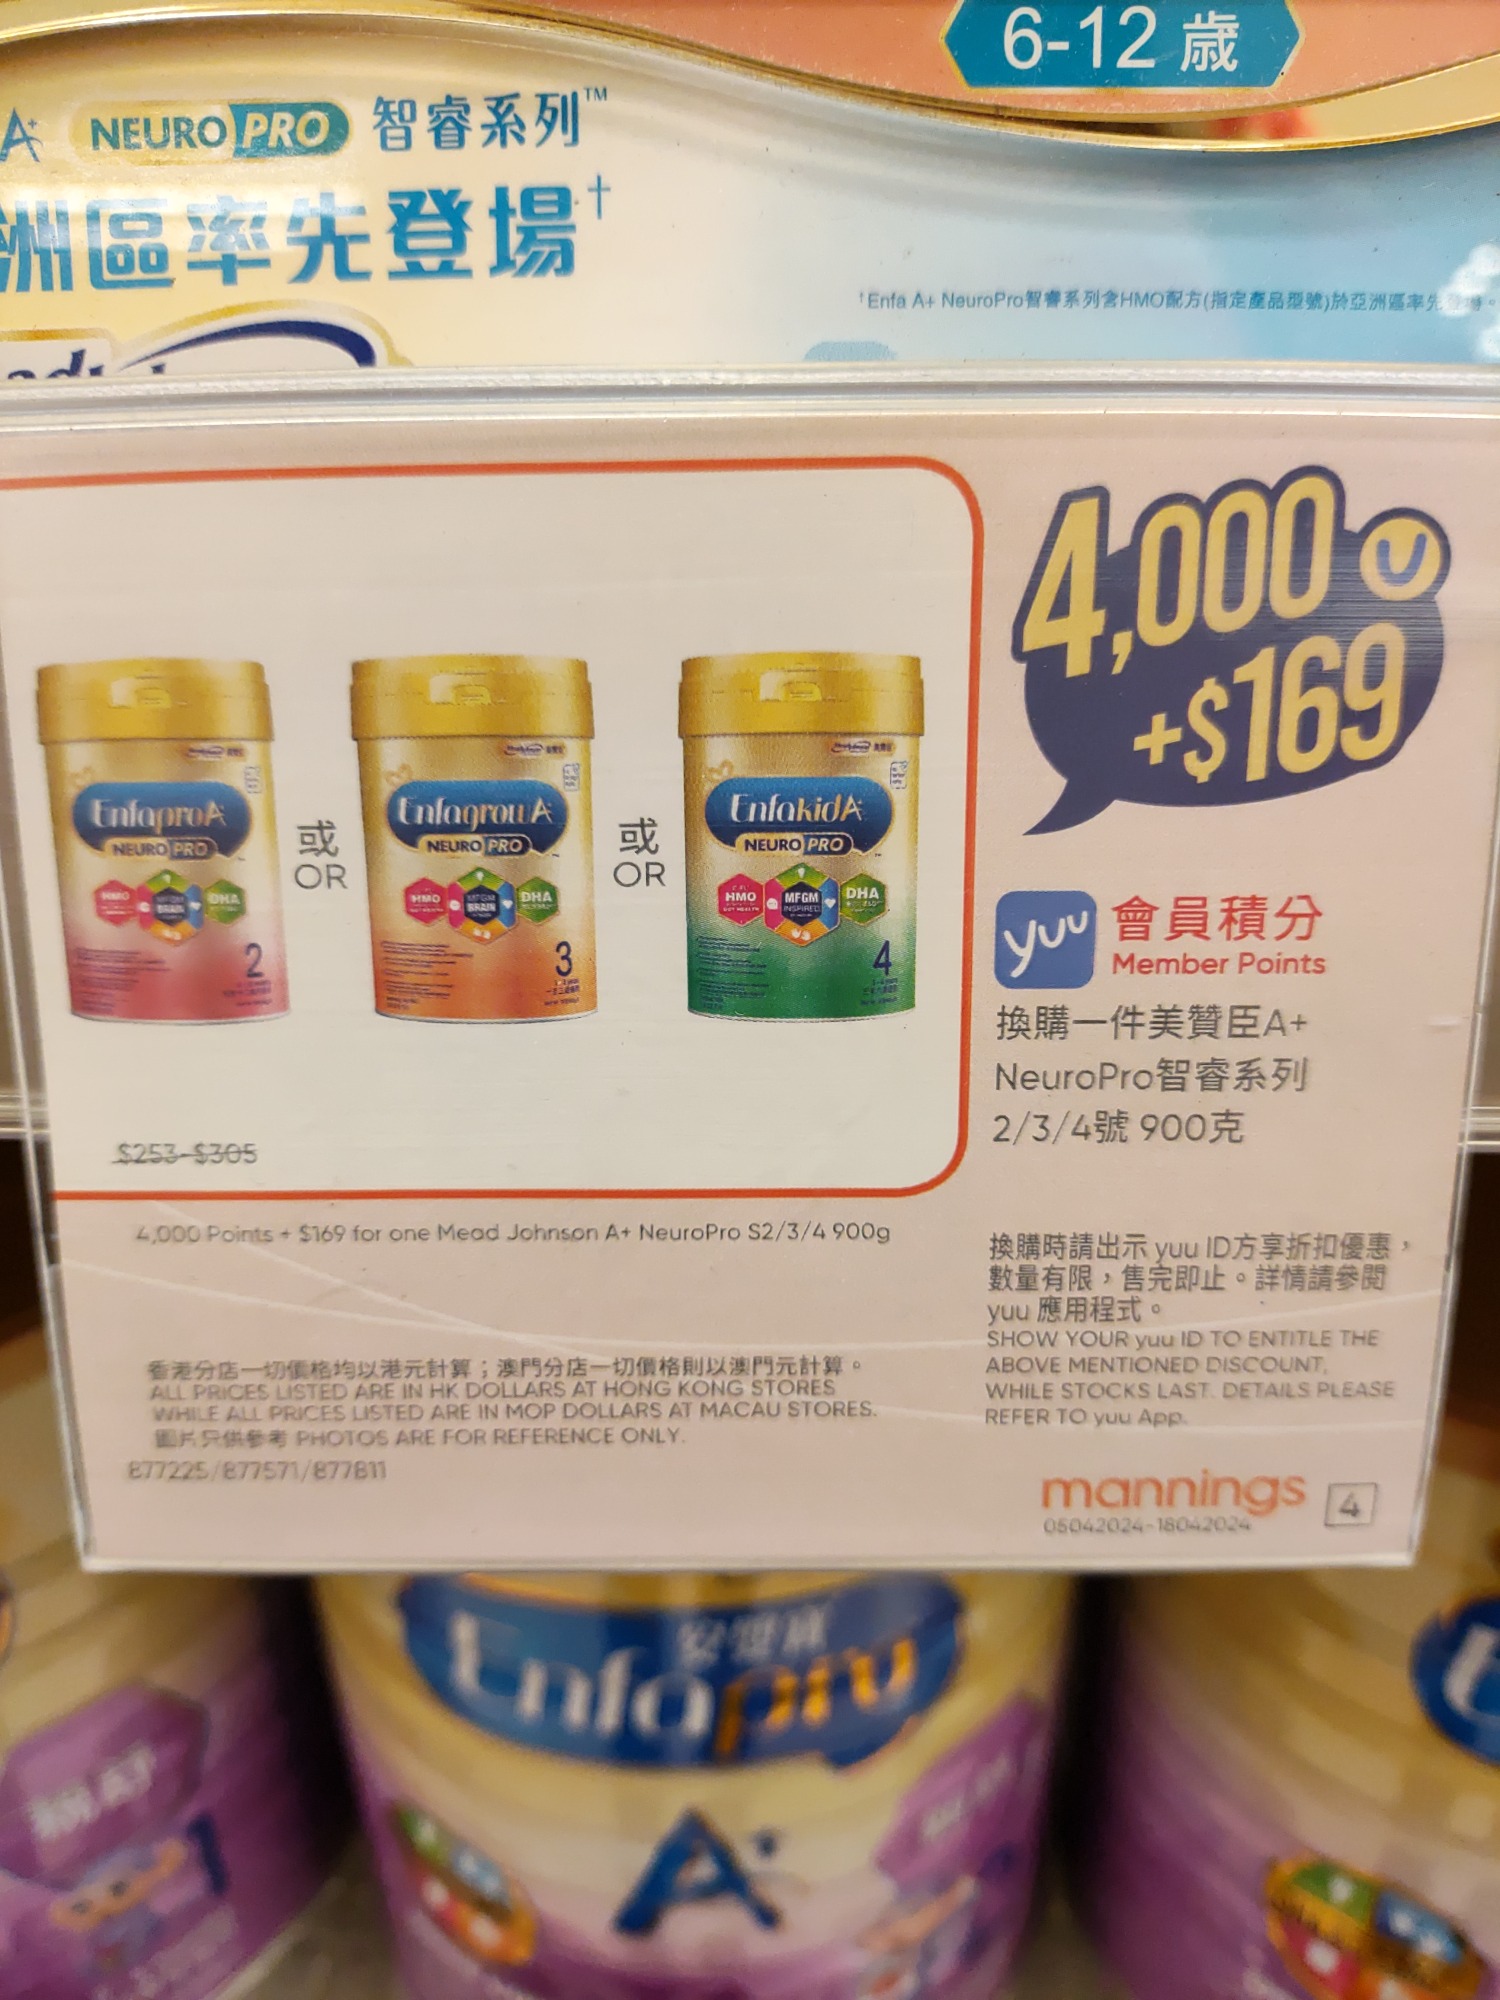 6-12 歲
A+ NEUROPRO 智睿系列™
洲區率先登場†
†Enfa A+ NeuroPro智睿系列含HMO配方(指定產品型號)於亞洲區率先登場。
4,000 U
+$169
EnfaproA+
NEUROPRO
HMO
MFGM
BRAIN
DHA
2
或
OR
EnfagrowA+
NEUROPRO
HMO
MFGM
BRAIN
DHA
3
或
OR
EnfakidA+
NEUROPRO
HMO
MFGM
INSPIRED
DHA
4
$253-$305
yuu 會員積分
Member Points
換購一件美贊臣A+
NeuroPro智睿系列
2/3/4號 900克
4,000 Points + $169 for one Mead Johnson A+ NeuroPro S2/3/4 900g
換購時請出示 yuu ID方享折扣優惠，
數量有限，售完即止。詳情請參閱
yuu 應用程式。
SHOW YOUR yuu ID TO ENTITLE THE
ABOVE MENTIONED DISCOUNT,
WHILE STOCKS LAST. DETAILS PLEASE
REFER TO yuu App.
香港分店一切價格均以港元計算；澳門分店一切價格則以澳門元計算。
ALL PRICES LISTED ARE IN HK DOLLARS AT HONG KONG STORES
WHILE ALL PRICES LISTED ARE IN MOP DOLLARS AT MACAU STORES.
圖片只供參考 PHOTOS ARE FOR REFERENCE ONLY.
877225/877571/877811
mannings 4
05042024-18042024
Enfapro
A+
1